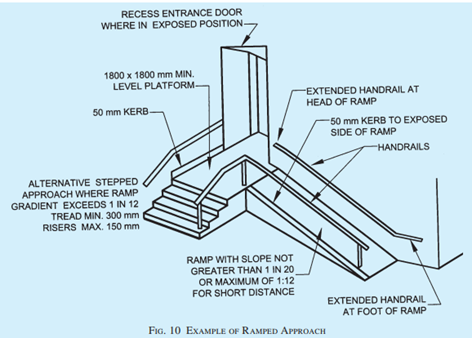 RECESS ENTRANCE DOOR
WHERE IN EXPOSED POSITION
1800 x 1800 mm MIN.
LEVEL PLATFORM
50 mm KERB
EXTENDED HANDRAIL AT
HEAD OF RAMP
50 mm KERB TO EXPOSED
SIDE OF RAMP
HANDRAILS
ALTERNATIVE STEPPED
APPROACH WHERE RAMP
GRADIENT EXCEEDS 1 IN 12
TREAD MIN. 300 mm
RISERS MAX. 150 mm
RAMP WITH SLOPE NOT
GREATER THAN 1 IN 20
OR MAXIMUM OF 1:12
FOR SHORT DISTANCE
EXTENDED HANDRAIL
AT FOOT OF RAMP
FIG. 10 EXAMPLE OF RAMPED APPROACH